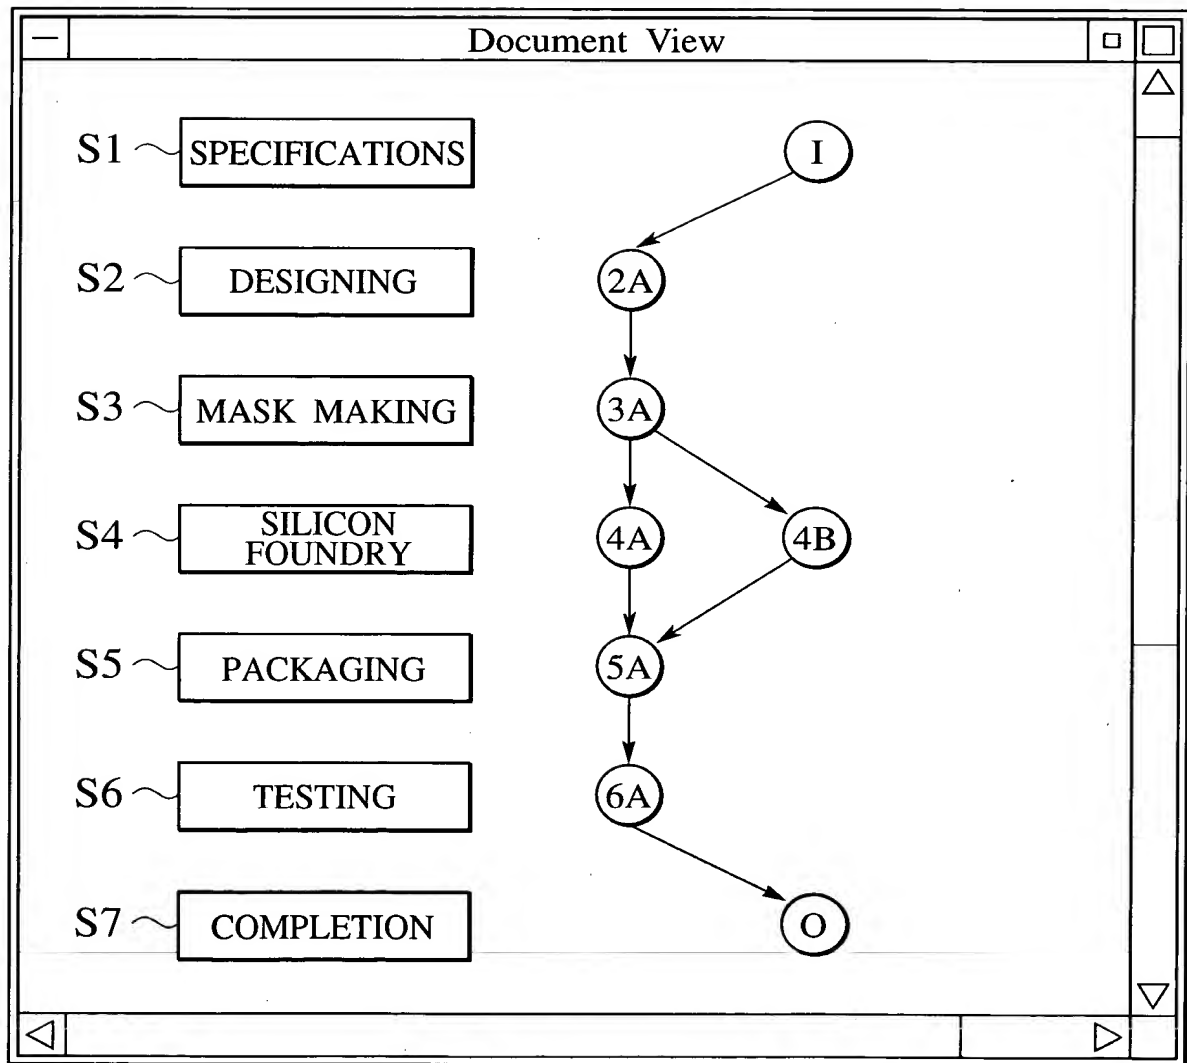 Document View
S1 SPECIFICATIONS I
S2 DESIGNING 2A
S3 MASK MAKING 3A
S4 SILICON FOUNDRY 4A 4B
S5 PACKAGING 5A
S6 TESTING 6A
S7 COMPLETION O